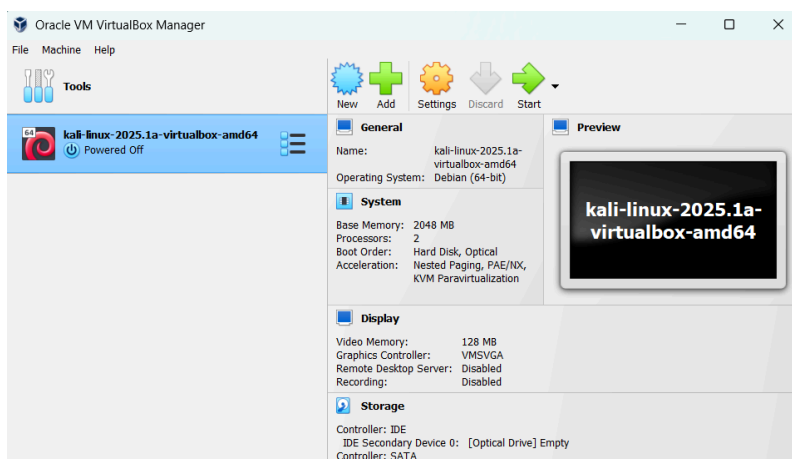 Oracle VM VirtualBox Manager
File Machine Help
Tools
New Add Settings Discard Start
64
kali-linux-2025.1a-virtualbox-amd64
Powered Off
General
Name: kali-linux-2025.1a-
virtualbox-amd64
Operating System: Debian (64-bit)
Preview
kali-linux-2025.1a-
virtualbox-amd64
System
Base Memory: 2048 MB
Processors: 2
Boot Order: Hard Disk, Optical
Acceleration: Nested Paging, PAE/NX,
KVM Paravirtualization
Display
Video Memory: 128 MB
Graphics Controller: VMSVGA
Remote Desktop Server: Disabled
Recording: Disabled
Storage
Controller: IDE
IDE Secondary Device 0: [Optical Drive] Empty
Controller: SATA